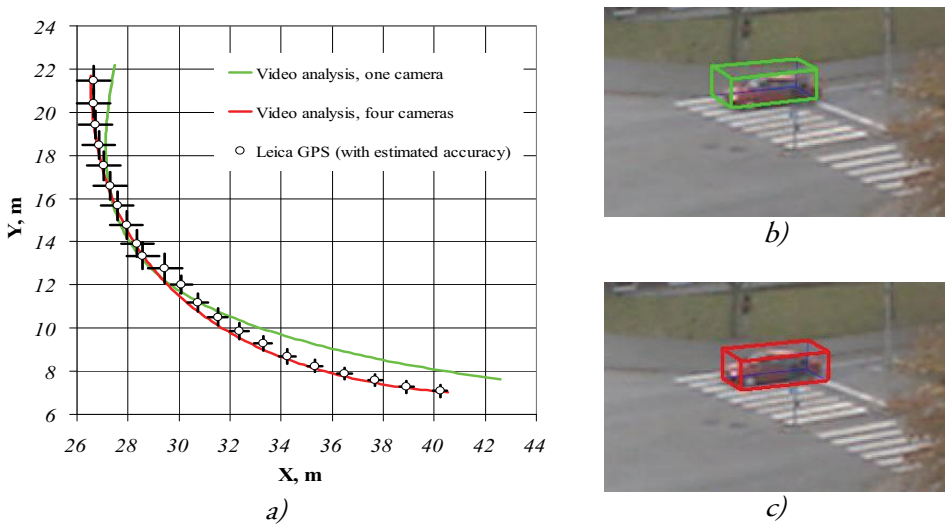 24
22
20
18
16
14
12
10
8
6
Y, m
Video analysis, one camera
Video analysis, four cameras
Leica GPS (with estimated accuracy)
26 28 30 32 34 36 38 40 42 44
X, m
a)
b)
c)